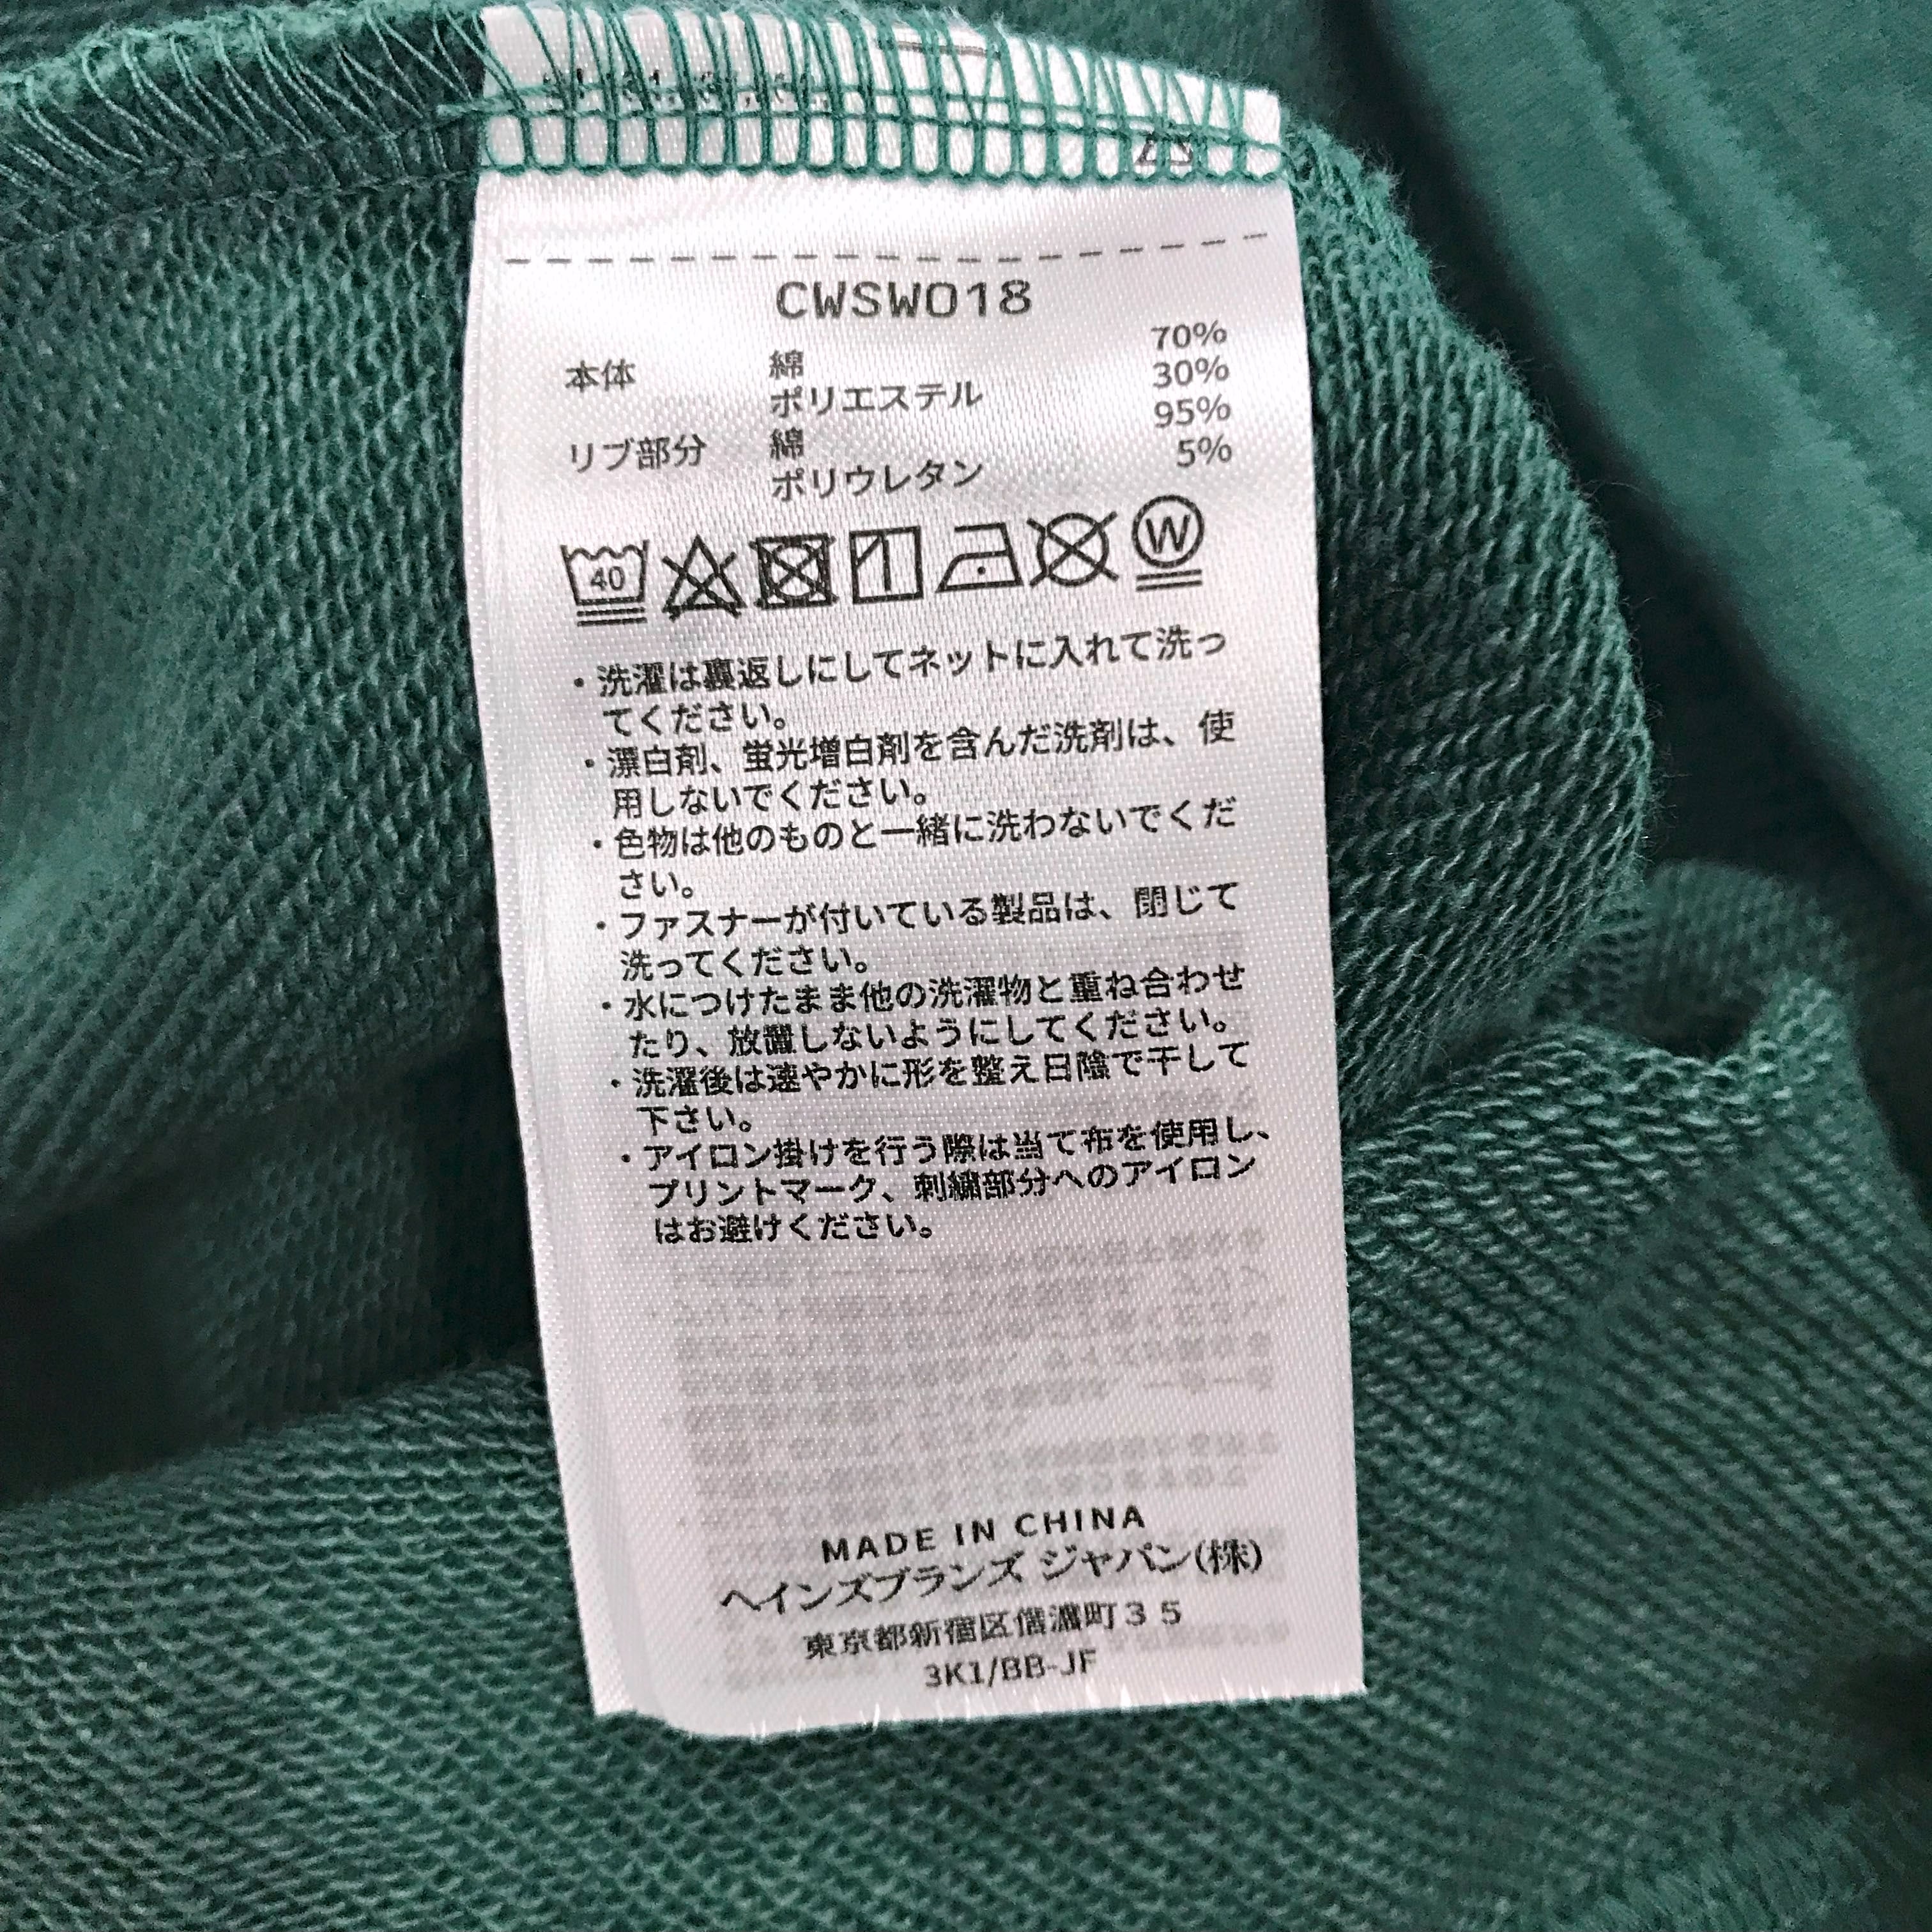 CWSW018
本体 綿 70%
ポリエステル 30%
リブ部分 綿 95%
ポリウレタン 5%
40 W
・洗濯は裏返しにしてネットに入れて洗っ
てください。
・漂白剤、蛍光増白剤を含んだ洗剤は、使
用しないでください。
・色物は他のものと一緒に洗わないでくだ
さい。
・ファスナーが付いている製品は、閉じて
洗ってください。
・水につけたまま他の洗濯物と重ね合わせ
たり、放置しないようにしてください。
・洗濯後は速やかに形を整え日陰で干して
下さい。
・アイロン掛けを行う際は当て布を使用し、
プリントマーク、刺繍部分へのアイロン
はお避けください。
MADE IN CHINA
ヘインズブランズ ジャパン(株)
東京都新宿区信濃町35
3K1/BB-JF